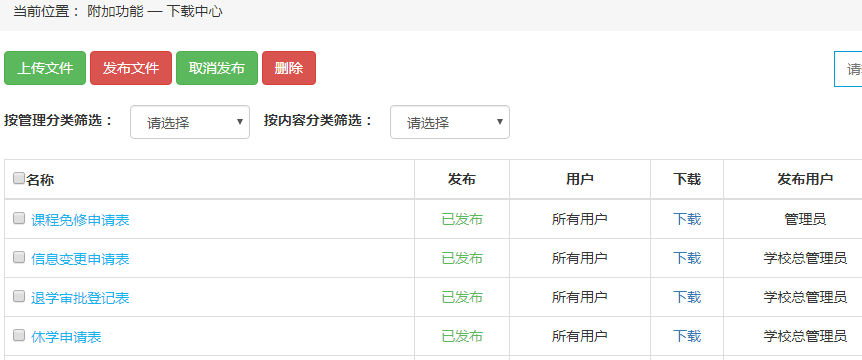 当前位置： 附加功能 — 下载中心
上传文件 发布文件 取消发布 删除 请
按管理分类筛选： 请选择 按内容分类筛选： 请选择
名称 发布 用户 下载 发布用户
课程免修申请表 已发布 所有用户 下载 管理员
信息变更申请表 已发布 所有用户 下载 学校总管理员
退学审批登记表 已发布 所有用户 下载 学校总管理员
休学申请表 已发布 所有用户 下载 学校总管理员